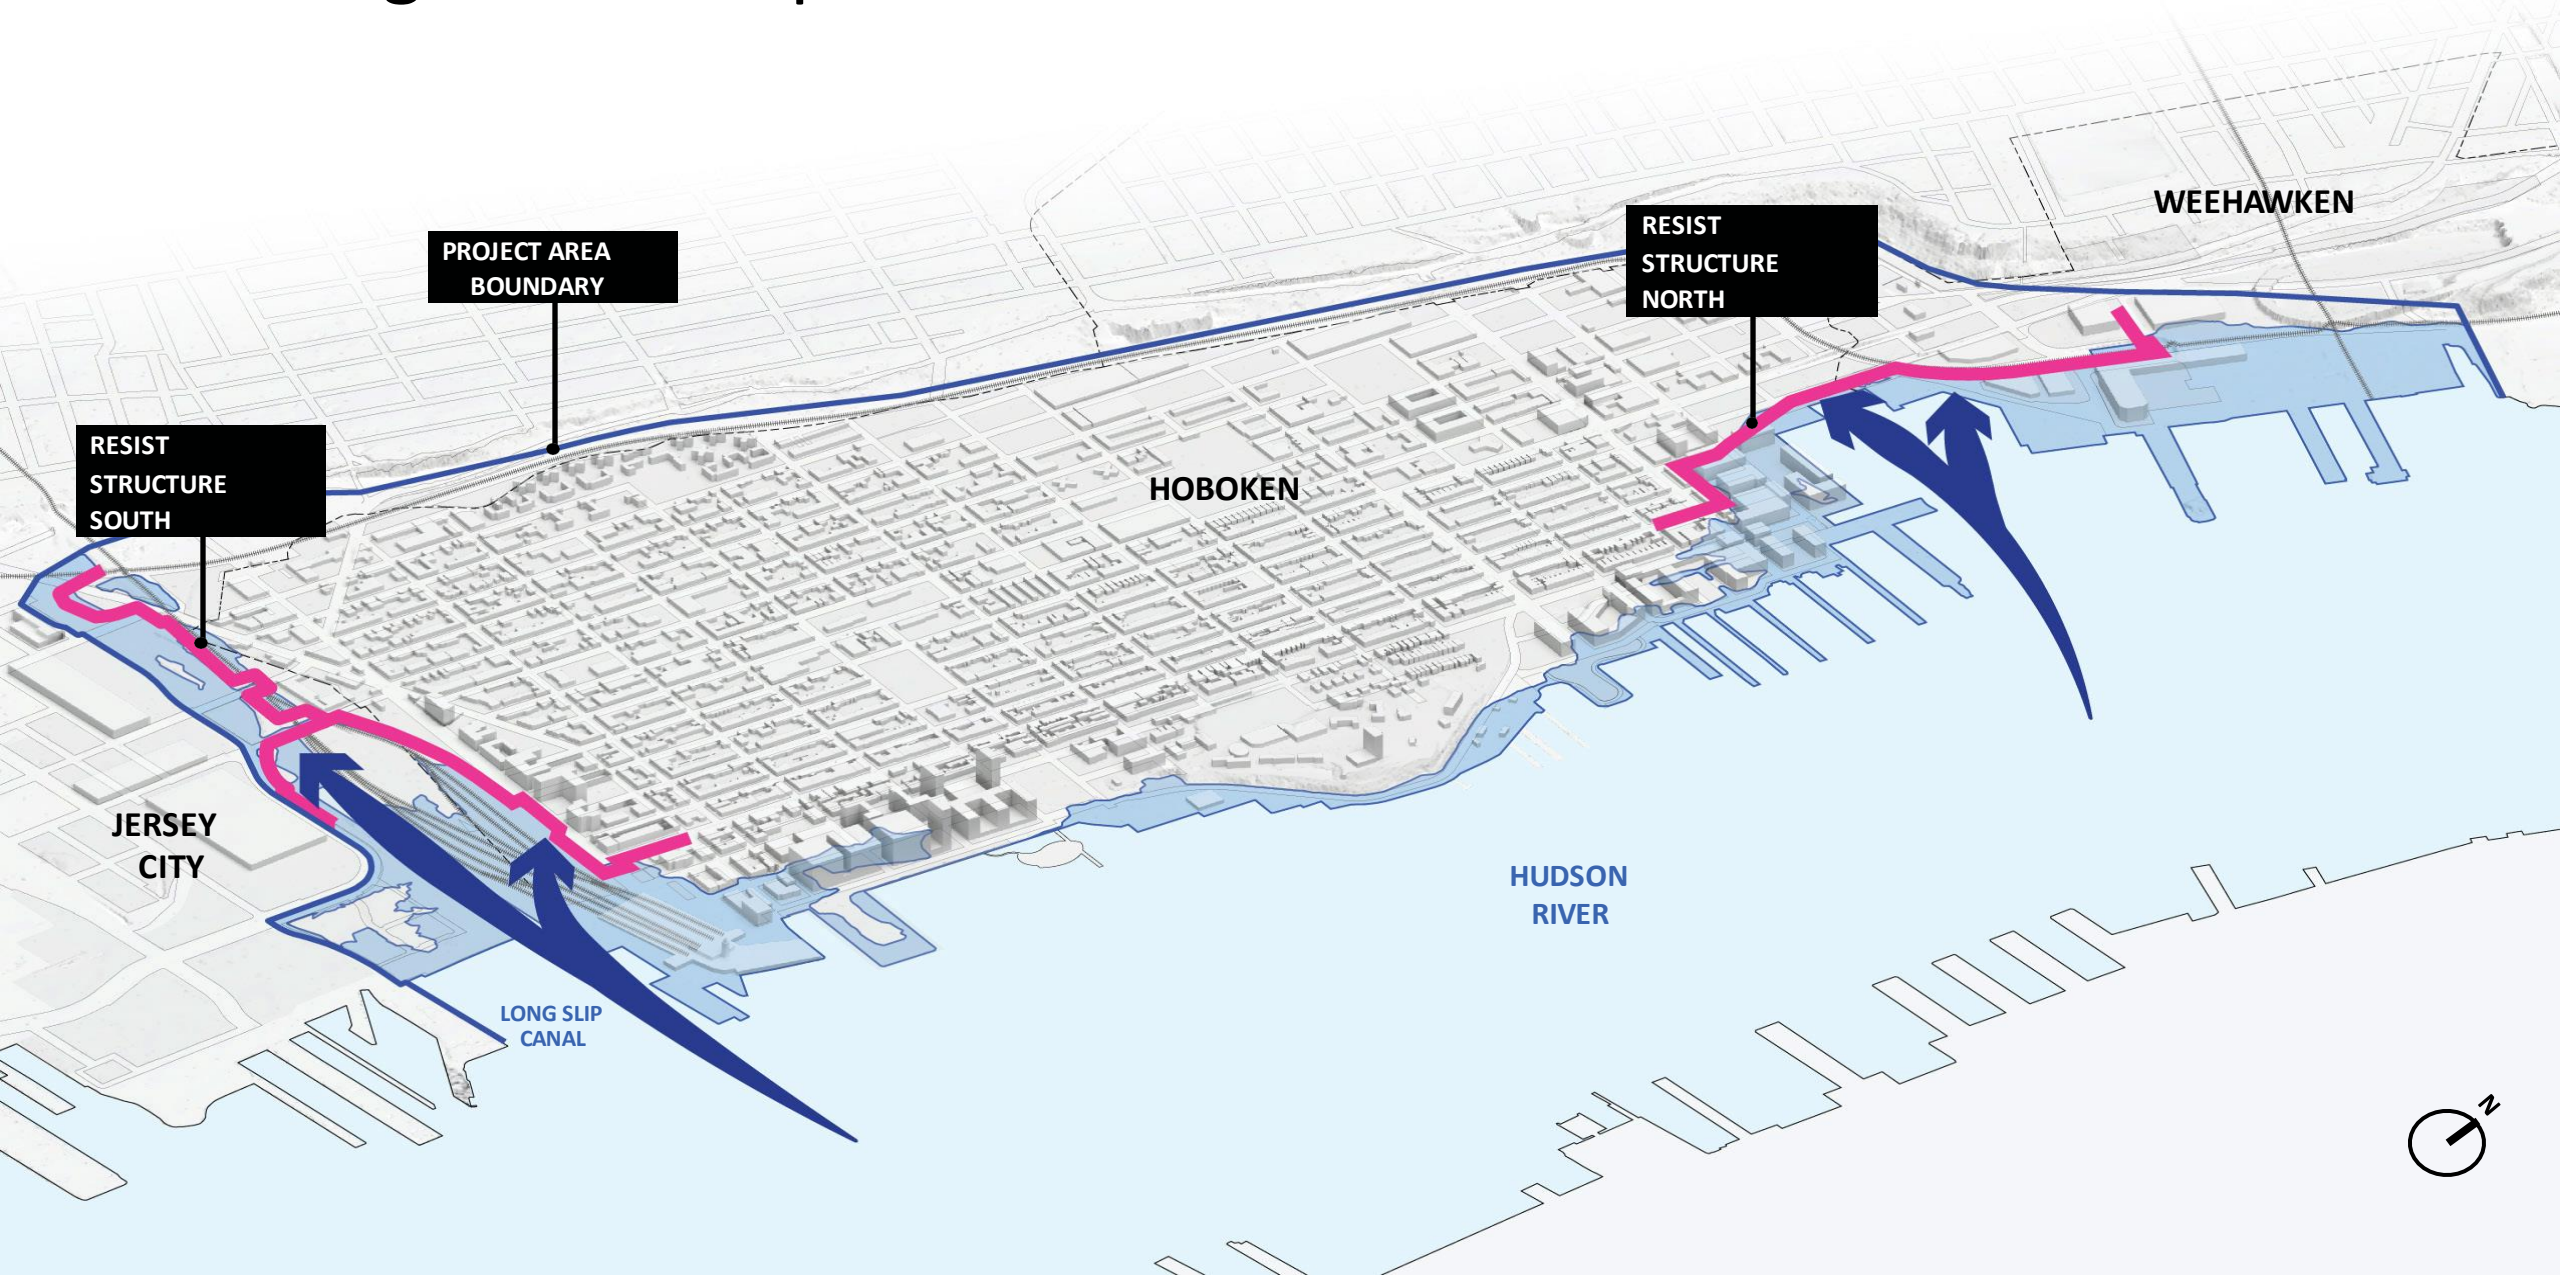 WEEHAWKEN
RESIST
STRUCTURE
NORTH
PROJECT AREA
BOUNDARY
RESIST
STRUCTURE
SOUTH
HOBOKEN
JERSEY
CITY
HUDSON
RIVER
LONG SLIP
CANAL
N